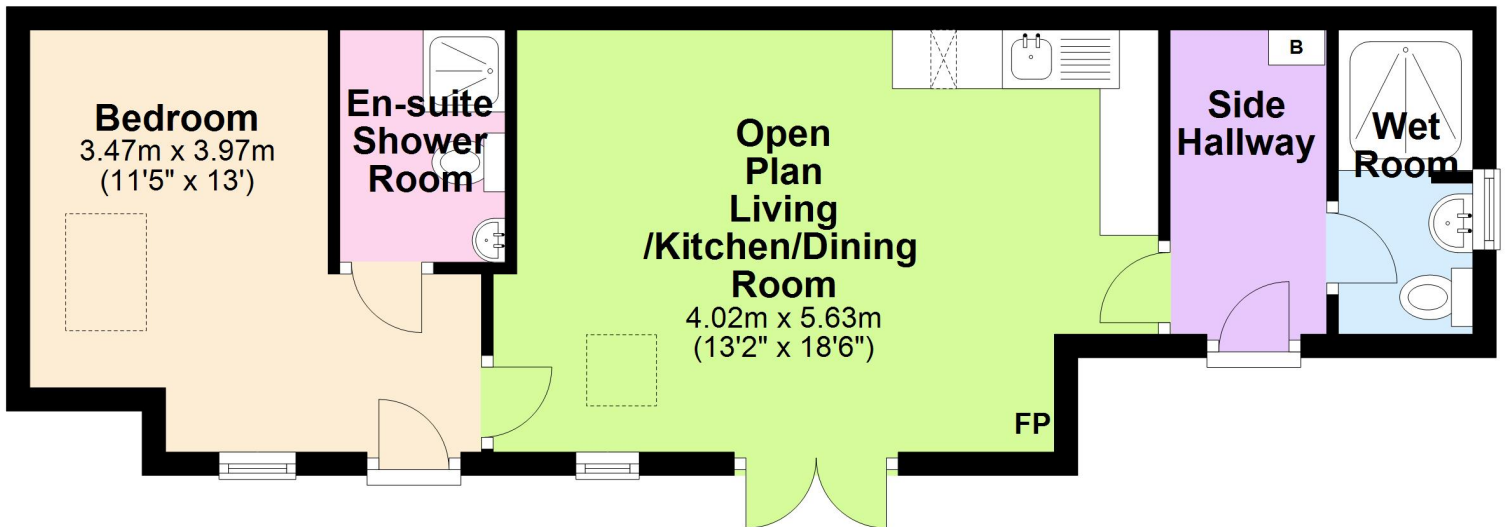 Bedroom
3.47m x 3.97m
(11'5" x 13')
En-suite
Shower
Room
Open
Plan
Living
/Kitchen/Dining
Room
4.02m x 5.63m
(13'2" x 18'6")
FP
B
Side
Hallway
Wet
Room